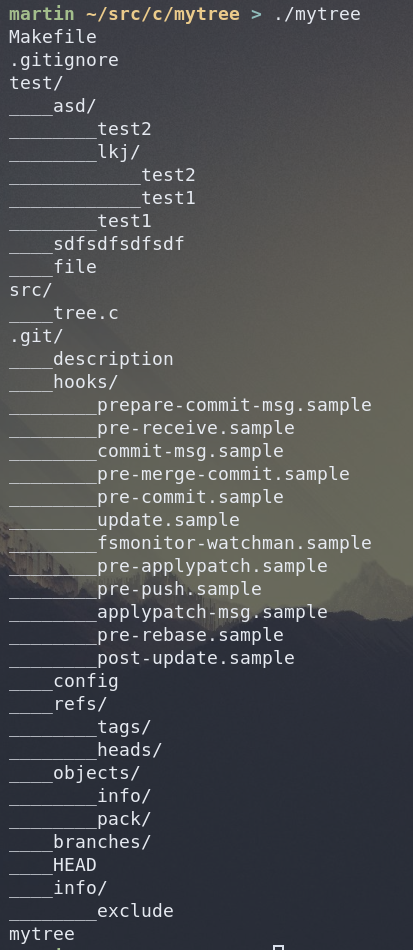 martin ~/src/c/mytree > ./mytree
Makefile
.gitignore
test/
____asd/
________test2
________lkj/
____________test2
____________test1
________test1
____sdfsdfsdfsdf
____file
src/
____tree.c
.git/
____description
____hooks/
________prepare-commit-msg.sample
________pre-receive.sample
________commit-msg.sample
________pre-merge-commit.sample
________pre-commit.sample
________update.sample
________fsmonitor-watchman.sample
________pre-applypatch.sample
________pre-push.sample
________applypatch-msg.sample
________pre-rebase.sample
________post-update.sample
____config
____refs/
________tags/
________heads/
____objects/
________info/
________pack/
____branches/
____HEAD
____info/
________exclude
mytree